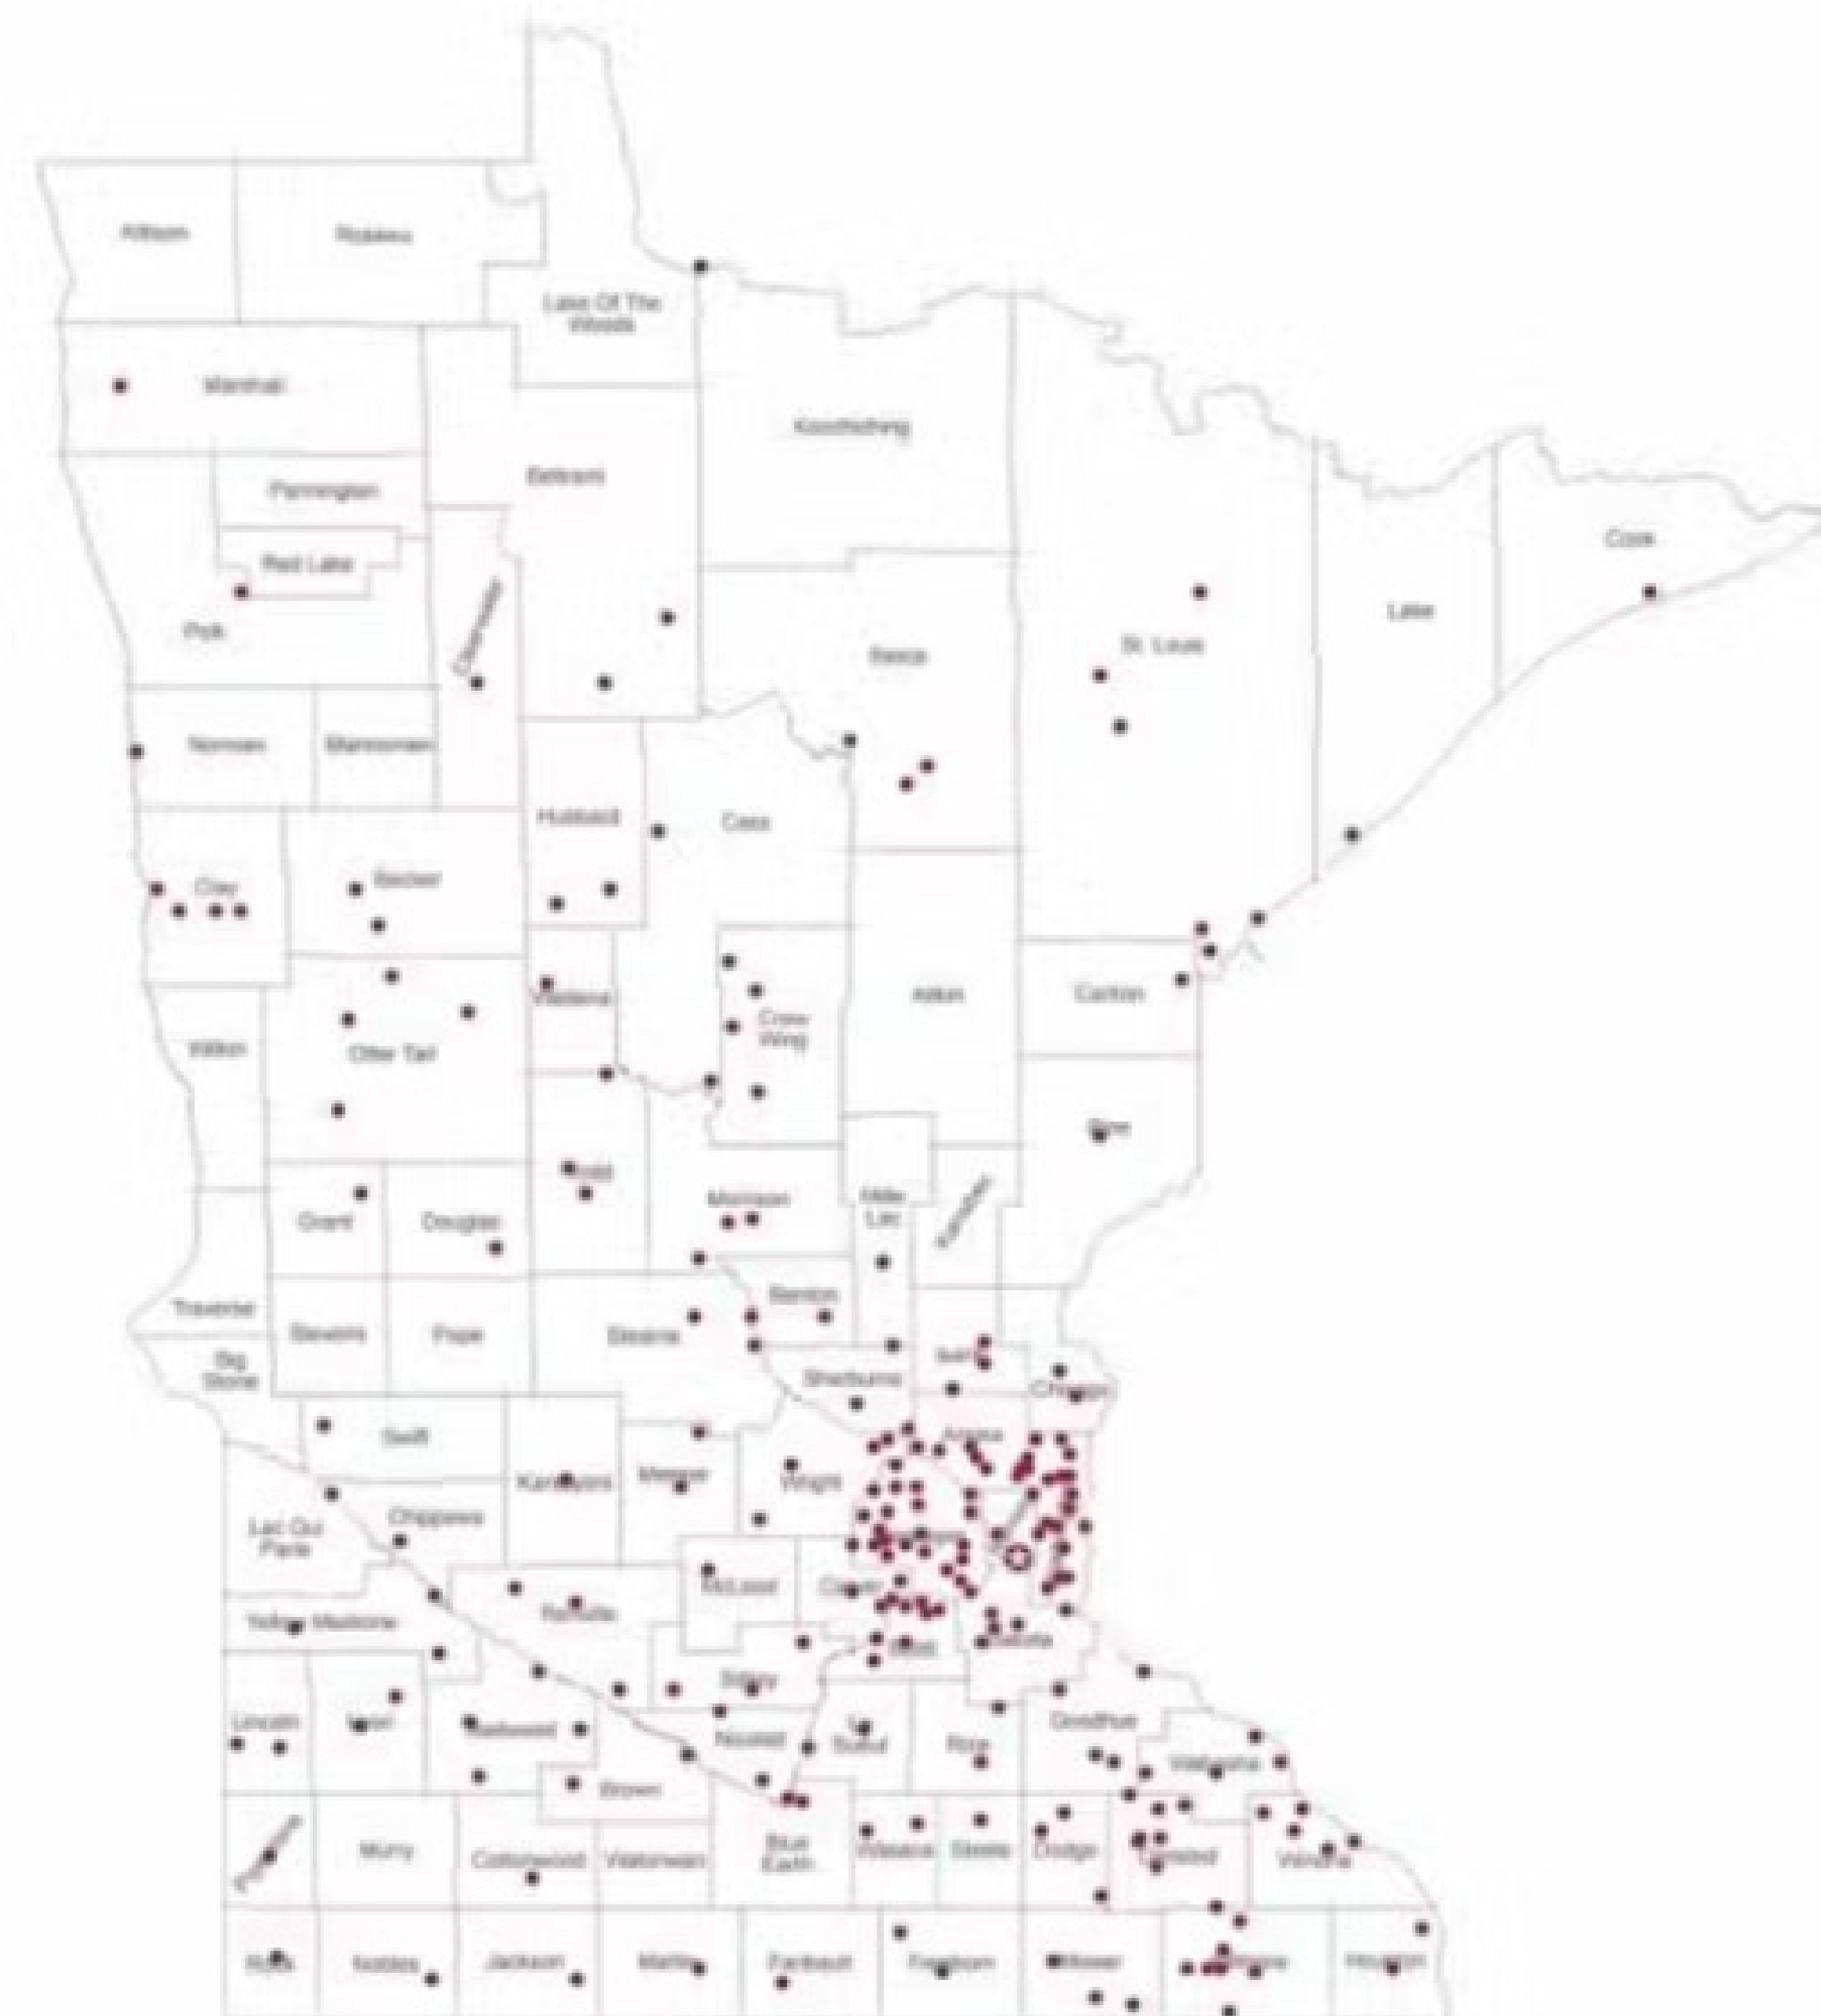 Kittson
Roseau
Lake Of The
Woods
Marshall
Koochiching
Beltrami
Pennington
Cook
Red Lake
Lake
Clearwater
Polk
St. Louis
Itasca
Norman
Mahnomen
Hubbard
Cass
Clay
Becker
Aitkin
Carlton
Wadena
Crow
Wing
Wilkin
Otter Tail
Pine
Todd
Morrison
Mille
Lac
Kanabec
Grant
Douglas
Benton
Traverse
Stevens
Pope
Stearns
Big
Stone
Isanti
Sherburne
Chisago
Swift
Anoka
Kandiyohi
Meeker
Wright
Chippewa
Lac Qui
Parle
McLeod
Carver
Renville
Yellow Medicine
Dakota
Scott
Sibley
Lincoln
Lyon
Redwood
Nicollet
Le
Sueur
Rice
Goodhue
Wabasha
Brown
Murry
Cottonwood
Watonwan
Blue
Earth
Waseca
Steele
Dodge
Olmsted
Winona
Rock
Nobles
Jackson
Martin
Faribault
Freeborn
Mower
Houston